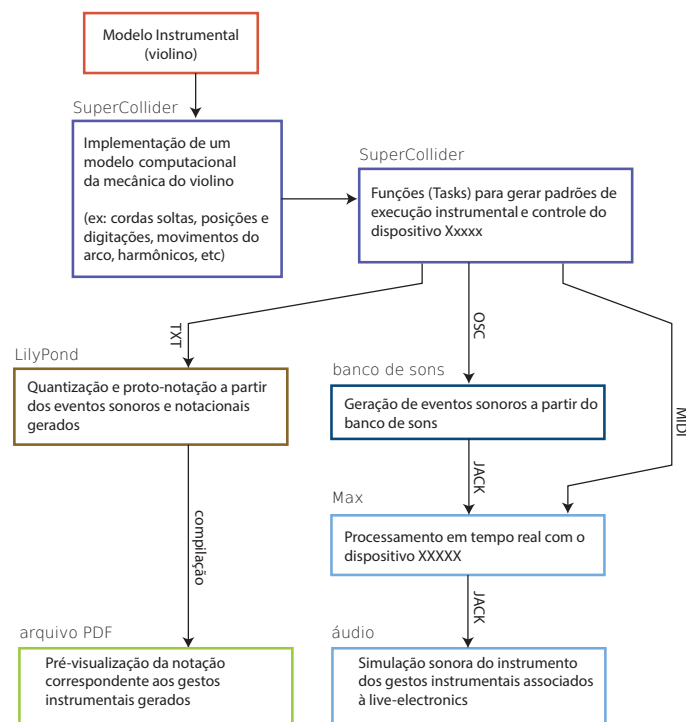 Modelo Instrumental
(violino)
SuperCollider
Implementação de um
modelo computacional
da mecânica do violino
(ex: cordas soltas, posições e
digitações, movimentos do
arco, harmônicos, etc)
SuperCollider
Funções (Tasks) para gerar padrões de
execução instrumental e controle do
dispositivo Xxxxx
TXT
OSC
MIDI
LilyPond
Quantização e proto-notação a partir
dos eventos sonoros e notacionais
gerados
banco de sons
Geração de eventos sonoros a partir do
banco de sons
JACK
Max
Processamento em tempo real com o
dispositivo XXXXX
compilação
JACK
arquivo PDF
Pré-visualização da notação
correspondente aos gestos
instrumentais gerados
áudio
Simulação sonora do instrumento
dos gestos instrumentais associados
à live-electronics